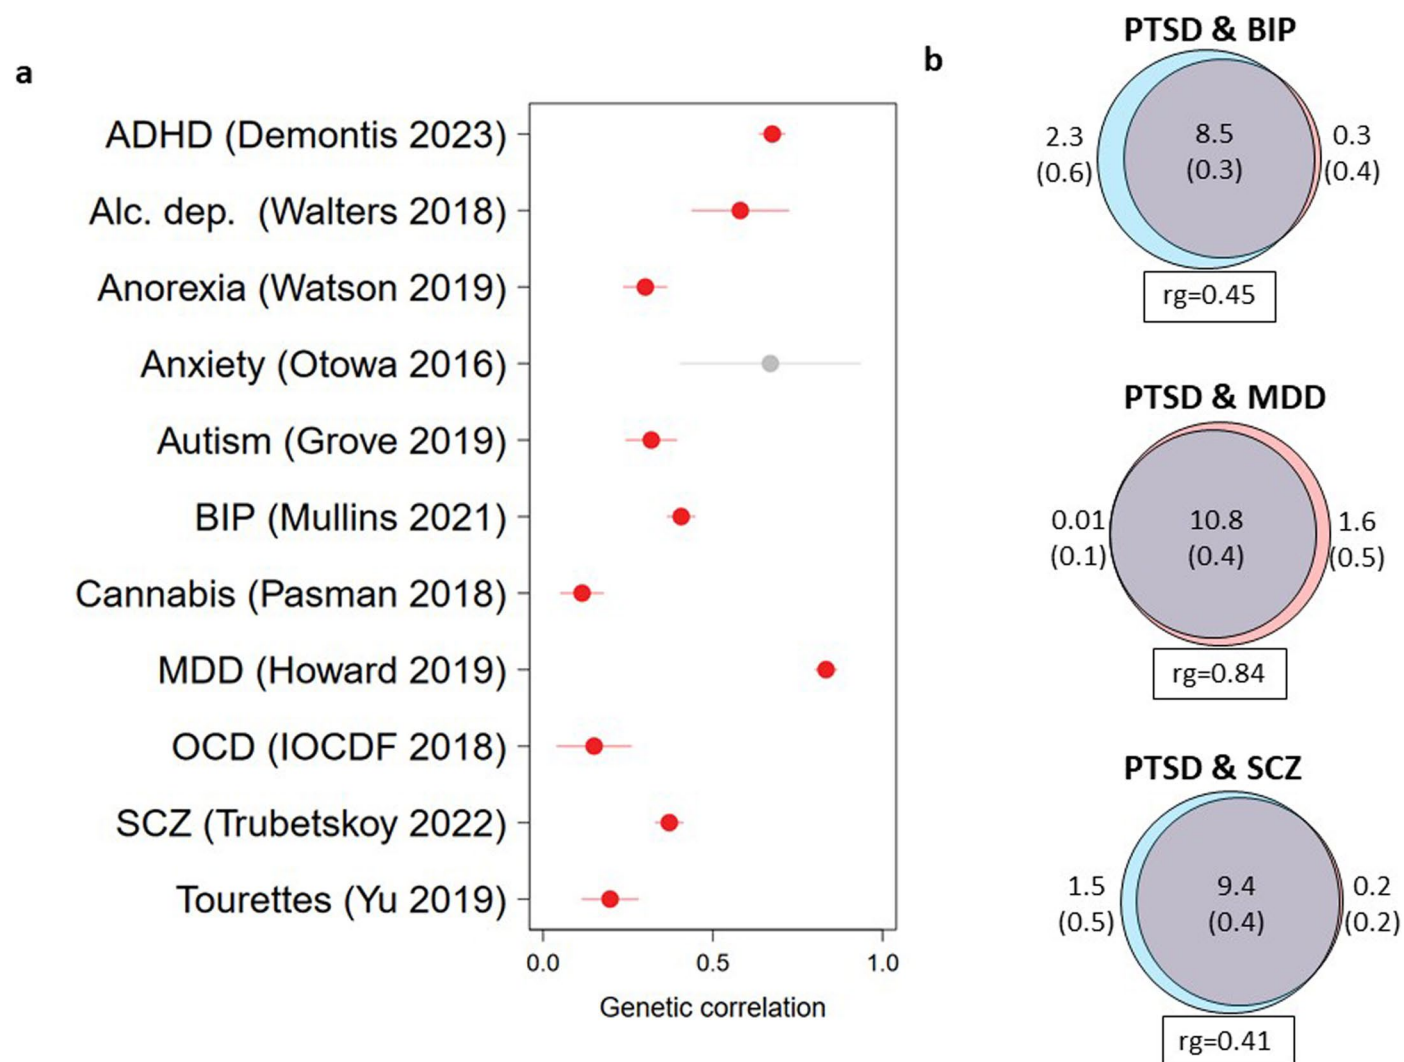 a
ADHD (Demontis 2023)
Alc. dep.  (Walters 2018)
Anorexia (Watson 2019)
Anxiety (Otowa 2016)
Autism (Grove 2019)
BIP (Mullins 2021)
Cannabis (Pasman 2018)
MDD (Howard 2019)
OCD (IOCDF 2018)
SCZ (Trubetskoy 2022)
Tourettes (Yu 2019)
0.0 0.5 1.0
Genetic correlation
b
PTSD & BIP
2.3 8.5 0.3
(0.6) (0.3) (0.4)
rg=0.45
PTSD & MDD
0.01 10.8 1.6
(0.1) (0.4) (0.5)
rg=0.84
PTSD & SCZ
1.5 9.4 0.2
(0.5) (0.4) (0.2)
rg=0.41